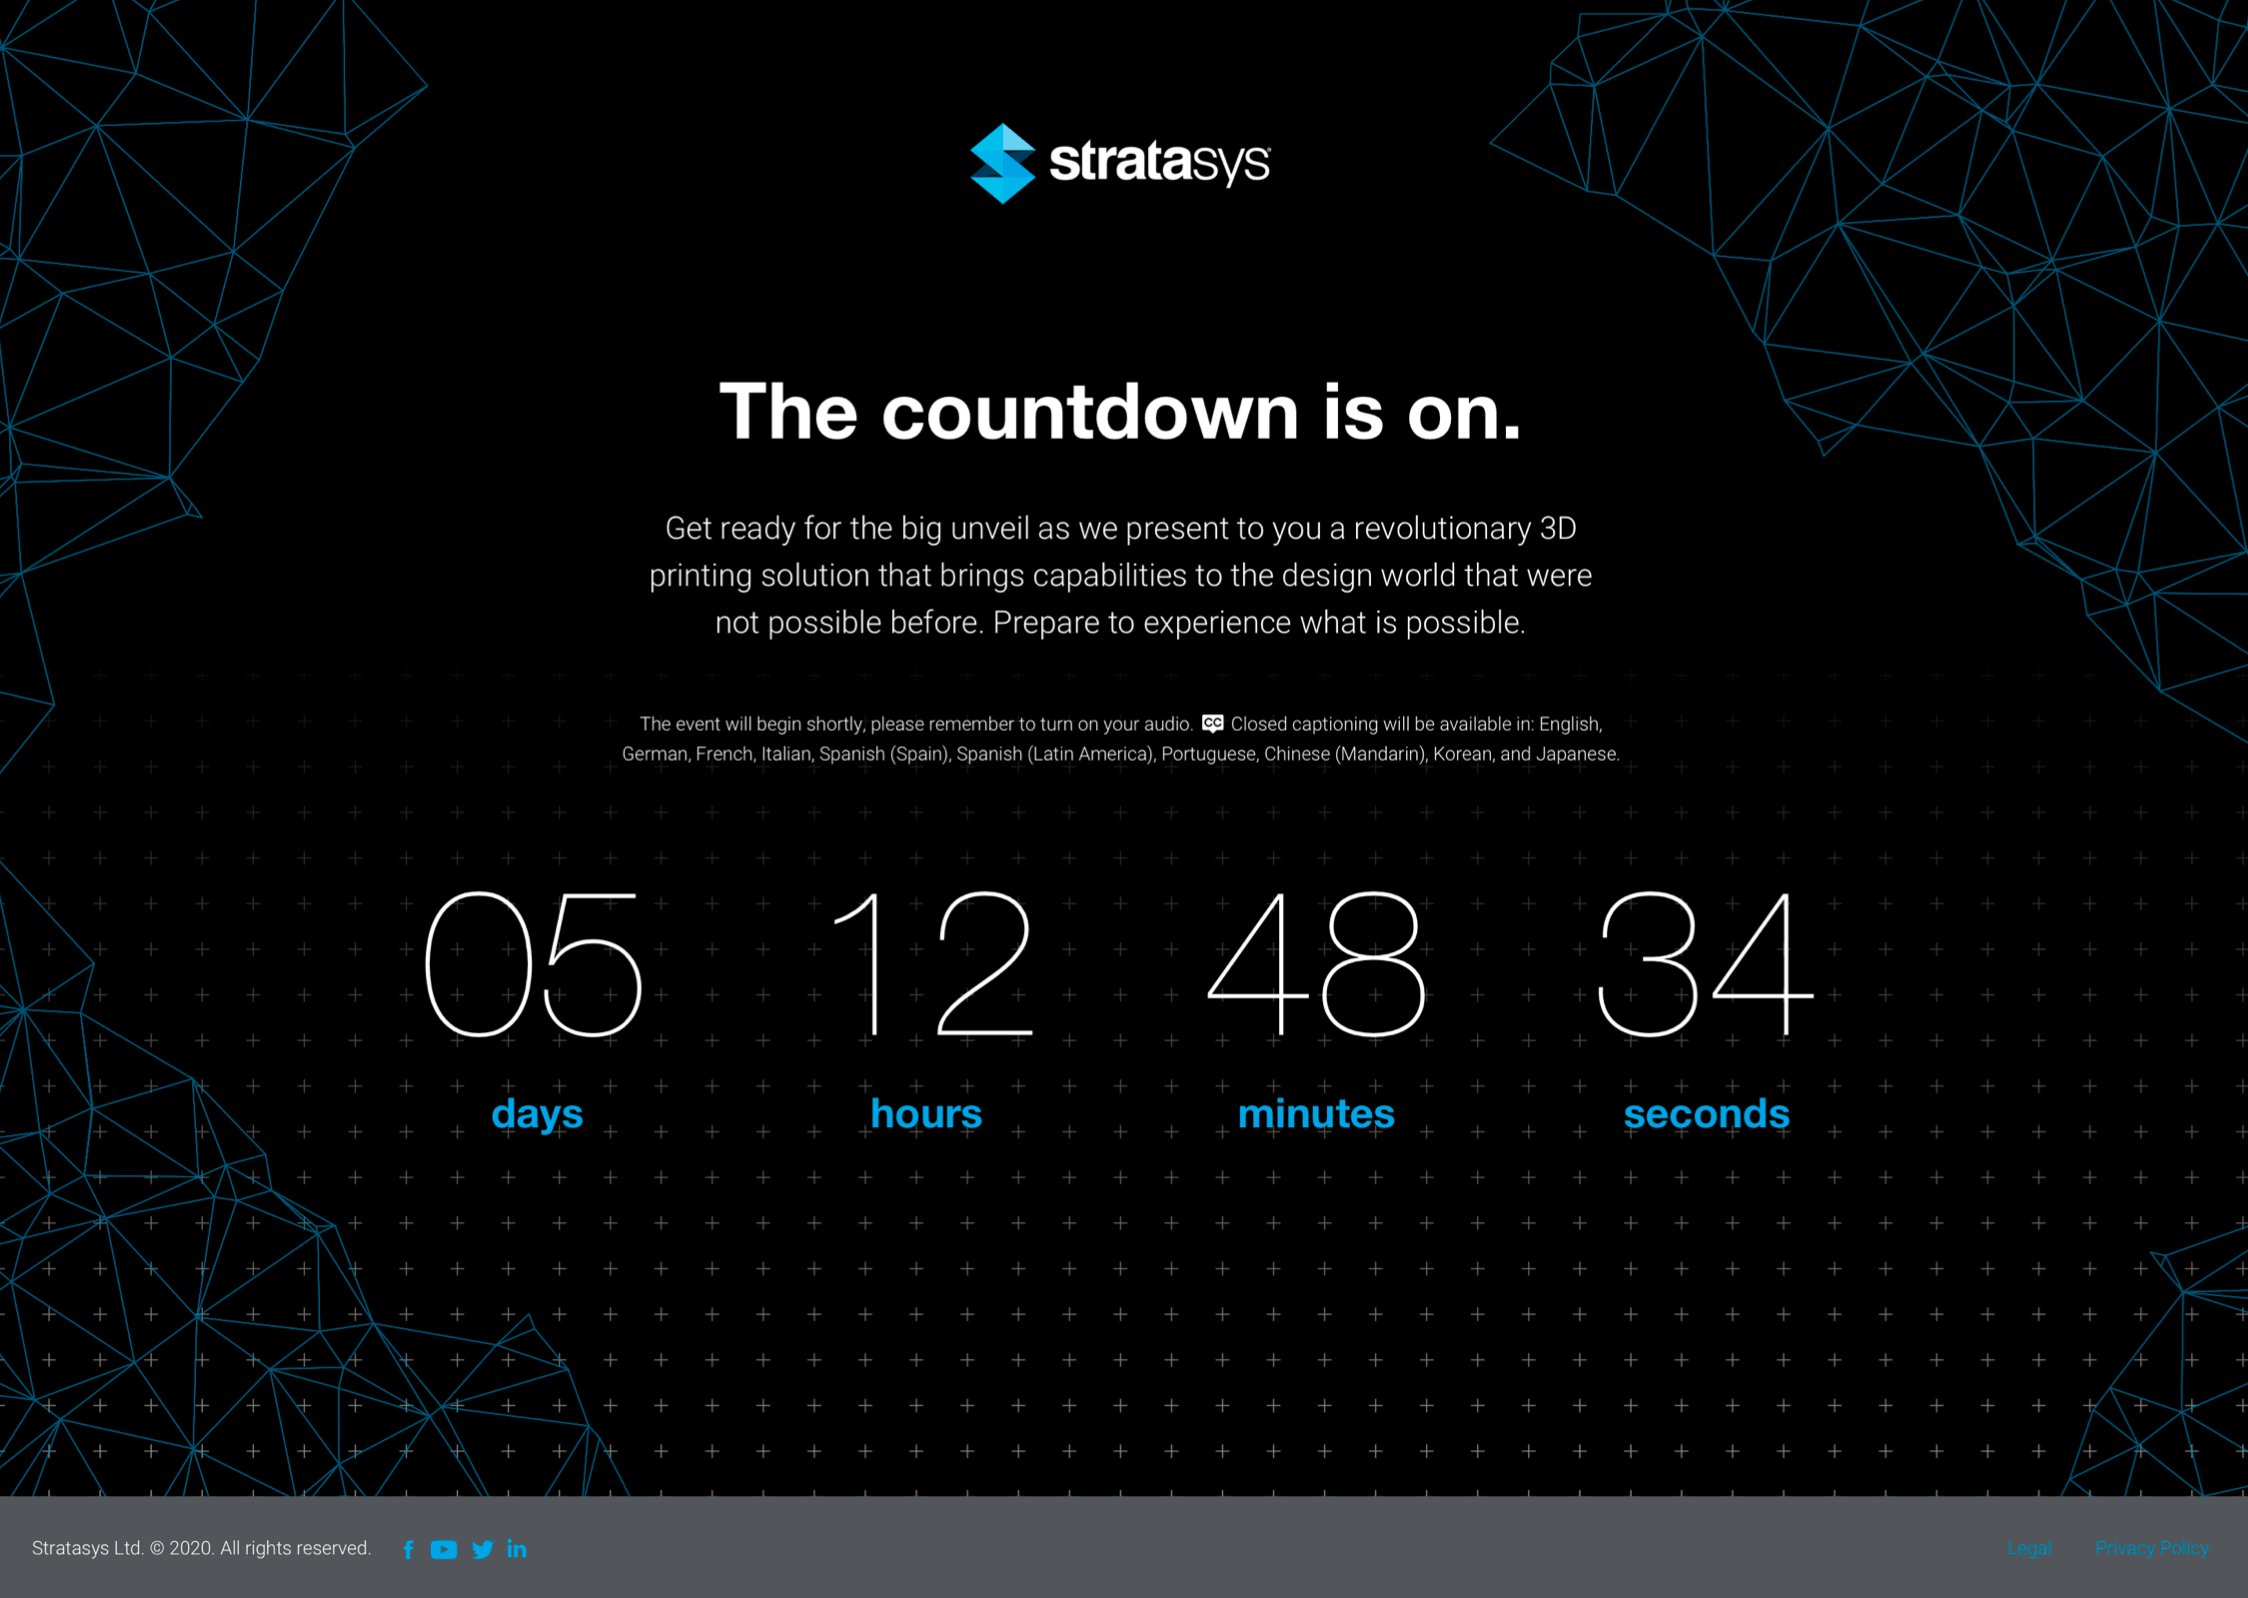 stratasys
The countdown is on.
Get ready for the big unveil as we present to you a revolutionary 3D
printing solution that brings capabilities to the design world that were
not possible before. Prepare to experience what is possible.
The event will begin shortly, please remember to turn on your audio. CC Closed captioning will be available in: English,
German, French, Italian, Spanish (Spain), Spanish (Latin America), Portuguese, Chinese (Mandarin), Korean, and Japanese.
05 12 48 34
days hours minutes seconds
Stratasys Ltd. © 2020. All rights reserved. Legal Privacy Policy